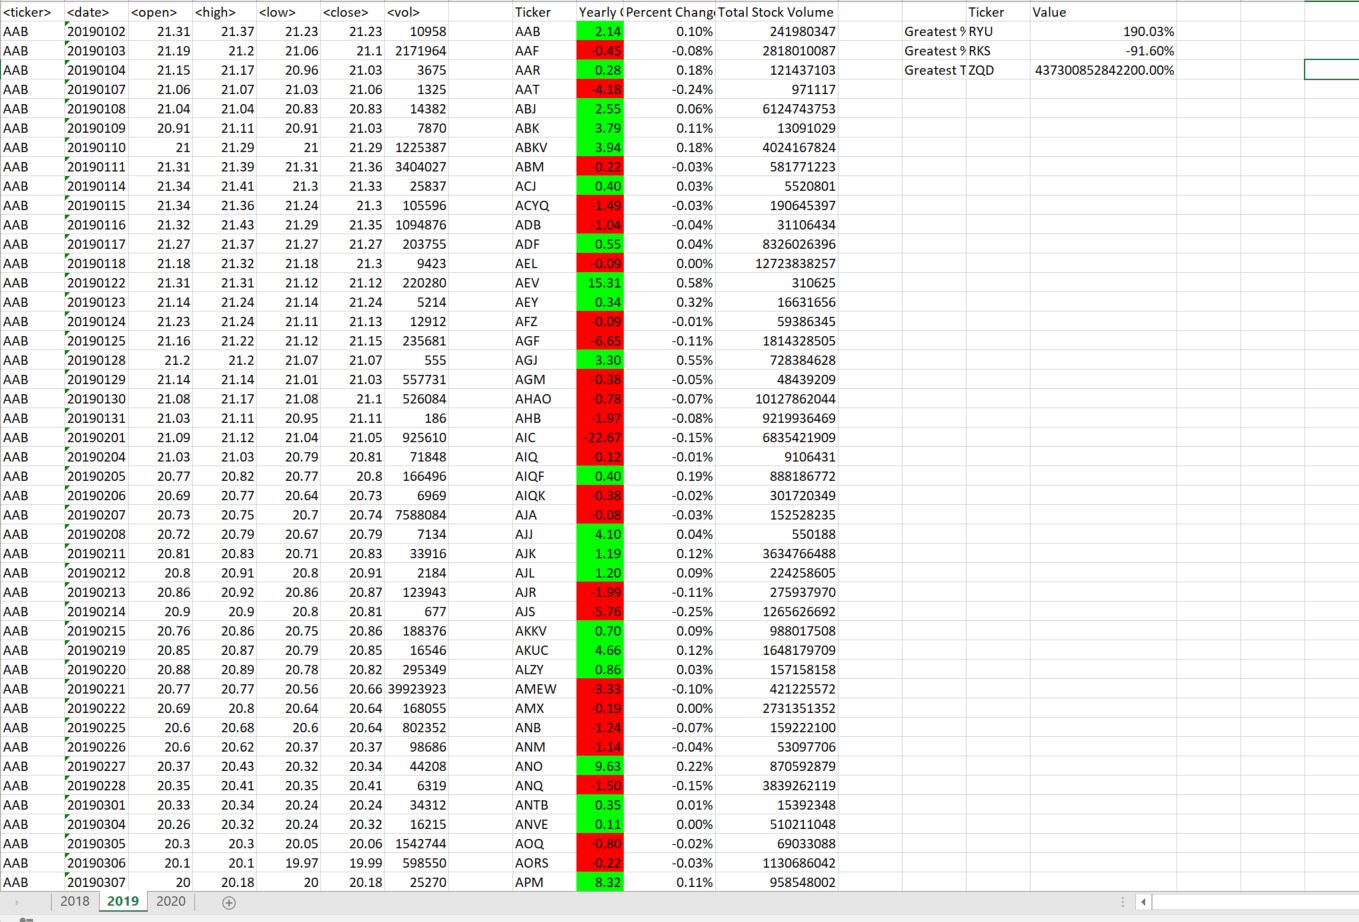 <ticker> <date> <open> <high> <low> <close> <vol> Ticker Yearly C Percent Chang Total Stock Volume Ticker Value
AAB 20190102 21.31 21.37 21.23 21.23 10958 AAB 2.14 0.10% 241980347 Greatest % RYU 190.03%
AAB 20190103 21.19 21.2 21.06 21.1 2171964 AAF -0.45 -0.08% 2818010087 Greatest % RKS -91.60%
AAB 20190104 21.15 21.17 20.96 21.03 3675 AAR 0.28 0.18% 121437103 Greatest T ZQD 437300852842200.00%
AAB 20190107 21.06 21.07 21.03 21.06 1325 AAT -4.18 -0.24% 971117
AAB 20190108 21.04 21.04 20.83 20.83 14382 ABJ 2.55 0.06% 6124743753
AAB 20190109 20.91 21.11 20.91 21.03 7870 ABK 3.79 0.11% 13091029
AAB 20190110 21 21.29 21 21.29 1225387 ABKV 3.94 0.18% 4024167824
AAB 20190111 21.31 21.39 21.31 21.36 3404027 ABM -0.22 -0.03% 581771223
AAB 20190114 21.34 21.41 21.3 21.33 25837 ACJ 0.40 0.03% 5520801
AAB 20190115 21.34 21.36 21.24 21.3 105596 ACYQ -1.49 -0.03% 190645397
AAB 20190116 21.32 21.43 21.29 21.35 1094876 ADB -1.04 -0.04% 31106434
AAB 20190117 21.27 21.37 21.27 21.27 203755 ADF 0.55 0.04% 8326026396
AAB 20190118 21.18 21.32 21.18 21.3 9423 AEL -0.09 0.00% 12723838257
AAB 20190122 21.31 21.31 21.12 21.12 220280 AEV 15.31 0.58% 310625
AAB 20190123 21.14 21.24 21.14 21.24 5214 AEY 0.34 0.32% 16631656
AAB 20190124 21.23 21.24 21.11 21.13 12912 AFZ -0.09 -0.01% 59386345
AAB 20190125 21.16 21.22 21.12 21.15 235681 AGF -6.65 -0.11% 1814328505
AAB 20190128 21.2 21.2 21.07 21.07 555 AGJ 3.30 0.55% 728384628
AAB 20190129 21.14 21.14 21.01 21.03 557731 AGM -0.38 -0.05% 48439209
AAB 20190130 21.08 21.17 21.08 21.1 526084 AHAO -0.78 -0.07% 10127862044
AAB 20190131 21.03 21.11 20.95 21.11 186 AHB -1.97 -0.08% 9219936469
AAB 20190201 21.09 21.12 21.04 21.05 925610 AIC -22.67 -0.15% 6835421909
AAB 20190204 21.03 21.03 20.79 20.81 71848 AIQ -0.12 -0.01% 9106431
AAB 20190205 20.77 20.82 20.77 20.8 166496 AIQF 0.40 0.19% 888186772
AAB 20190206 20.69 20.77 20.64 20.73 6969 AIQK -0.38 -0.02% 301720349
AAB 20190207 20.73 20.75 20.7 20.74 7588084 AJA -0.08 -0.03% 152528235
AAB 20190208 20.72 20.79 20.67 20.79 7134 AJJ 4.10 0.04% 550188
AAB 20190211 20.81 20.83 20.71 20.83 33916 AJK 1.19 0.12% 3634766488
AAB 20190212 20.8 20.91 20.8 20.91 2184 AJL 1.20 0.09% 224258605
AAB 20190213 20.86 20.92 20.86 20.87 123943 AJR -1.99 -0.11% 275937970
AAB 20190214 20.9 20.9 20.8 20.81 677 AJS -5.76 -0.25% 1265626692
AAB 20190215 20.76 20.86 20.75 20.86 188376 AKKV 0.70 0.09% 988017508
AAB 20190219 20.85 20.87 20.79 20.85 16546 AKUC 4.66 0.12% 1648179709
AAB 20190220 20.88 20.89 20.78 20.82 295349 ALZY 0.86 0.03% 157158158
AAB 20190221 20.77 20.77 20.56 20.66 39923923 AMEW -3.33 -0.10% 421225572
AAB 20190222 20.69 20.8 20.64 20.64 168055 AMX -0.19 0.00% 2731351352
AAB 20190225 20.6 20.68 20.6 20.64 802352 ANB -1.24 -0.07% 159222100
AAB 20190226 20.6 20.62 20.37 20.37 98686 ANM -1.14 -0.04% 53097706
AAB 20190227 20.37 20.43 20.32 20.34 44208 ANO 9.63 0.22% 870592879
AAB 20190228 20.35 20.41 20.35 20.41 6319 ANQ -1.50 -0.15% 3839262119
AAB 20190301 20.33 20.34 20.24 20.24 34312 ANTB 0.35 0.01% 15392348
AAB 20190304 20.26 20.32 20.24 20.32 16215 ANVE 0.11 0.00% 510211048
AAB 20190305 20.3 20.3 20.05 20.06 1542744 AOQ -0.80 -0.02% 69033088
AAB 20190306 20.1 20.1 19.97 19.99 598550 AORS -0.22 -0.03% 1130686042
AAB 20190307 20 20.18 20 20.18 25270 APM 8.32 0.11% 958548002
2018 2019 2020